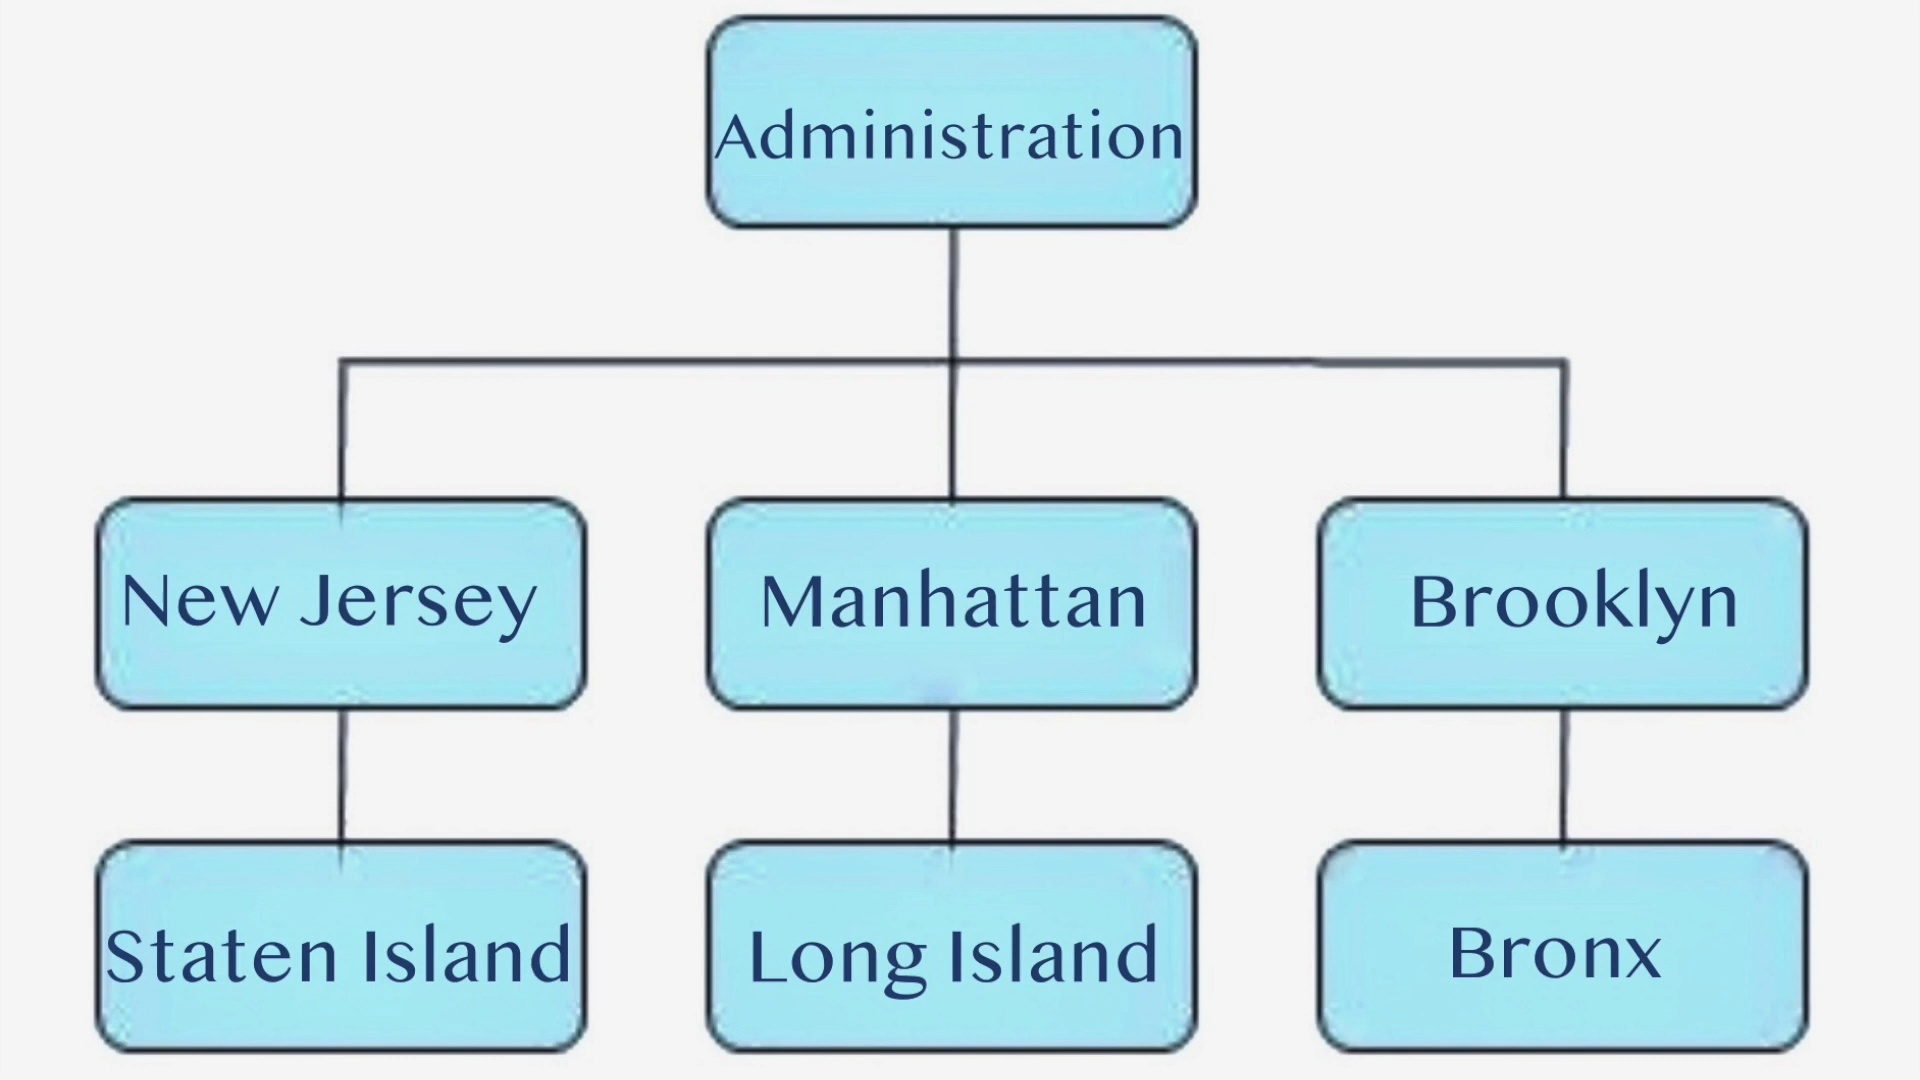 Administration
New Jersey
Manhattan
Brooklyn
Staten Island
Long Island
Bronx